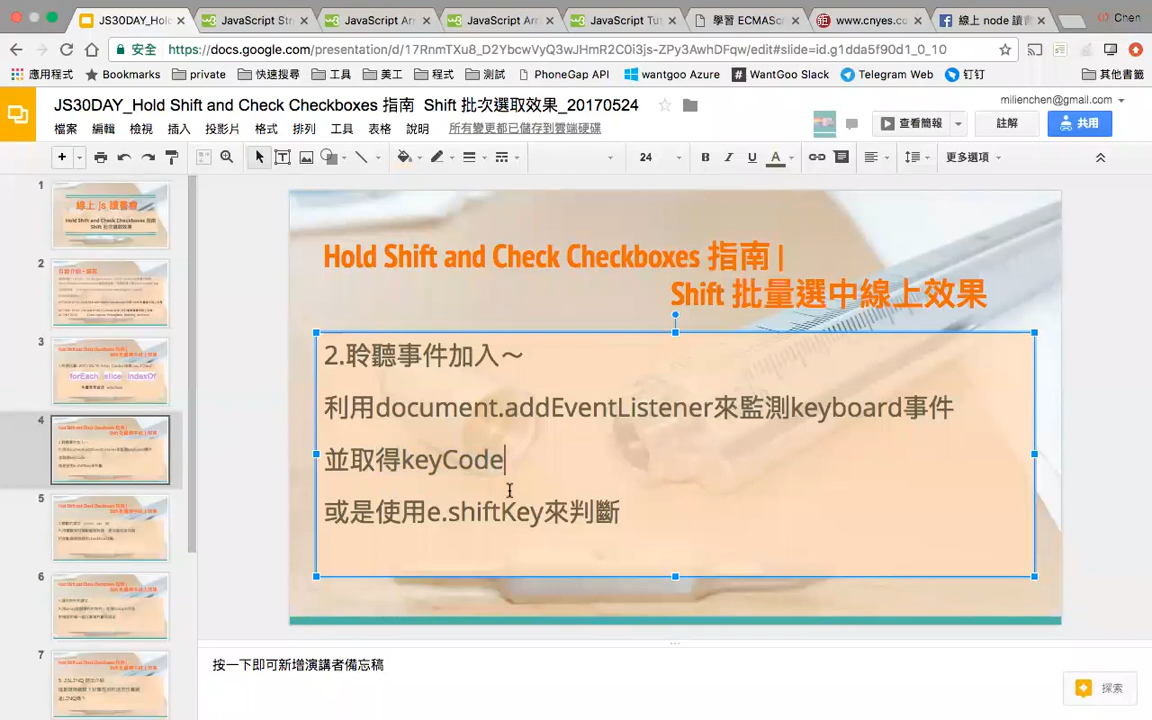 JS30DAY_Hold
JavaScript Str
JavaScript Arr
JavaScript Arr
JavaScript Tut
學習 ECMASc
www.cnyes.co
線上 node 讀書
Chen
安全
https://docs.google.com/presentation/d/17RnmTXu8_D2YbcwVyQ3wJHmR2C0i3js-ZPy3AwhDFqw/edit#slide=id.g1dda5f90d1_0_10
應用程式
Bookmarks
private
快速搜尋
工具
美工
程式
測試
PhoneGap API
wantgoo Azure
WantGoo Slack
Telegram Web
钉钉
其他書籤
JS30DAY_Hold Shift and Check Checkboxes 指南 Shift 批次選取效果_20170524
milienchen@gmail.com
檔案
編輯
檢視
插入
投影片
格式
排列
工具
表格
說明
所有變更都已儲存到雲端硬碟
查看簡報
註解
共用
24
B
I
U
A
更多選項
1
線上 js 讀書會
Hold Shift and Check Checkboxes 指南
Shift 批次選取效果
2
3
forEach slice indexOf
4
5
6
7
Hold Shift and Check Checkboxes 指南 |
Shift 批量選中線上效果
2.聆聽事件加入～
利用document.addEventListener來監測keyboard事件
並取得keyCode
或是使用e.shiftKey來判斷
按一下即可新增演講者備忘稿
探索